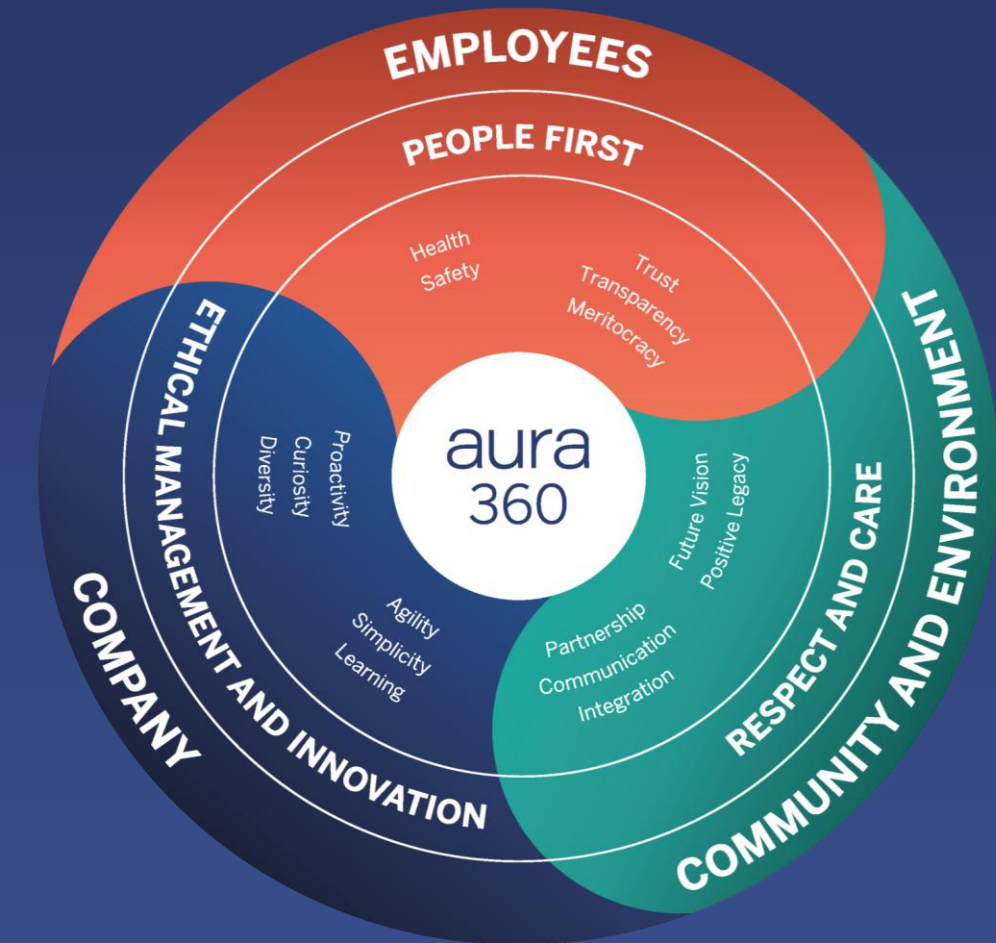 EMPLOYEES
PEOPLE FIRST
Health
Safety
Trust
Transparency
Meritocracy
COMMUNITY AND ENVIRONMENT
RESPECT AND CARE
Future Vision
Positive Legacy
Partnership
Communication
Integration
COMPANY
ETHICAL MANAGEMENT AND INNOVATION
Proactivity
Curiosity
Diversity
Agility
Simplicity
Learning
aura
360